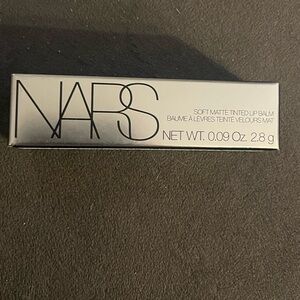 NARS
SOFT MATTE TINTED LIP BALM
BAUME À LÈVRES TEINTÉ VELOURS MAT
NET WT. 0.09 Oz. 2.8 g